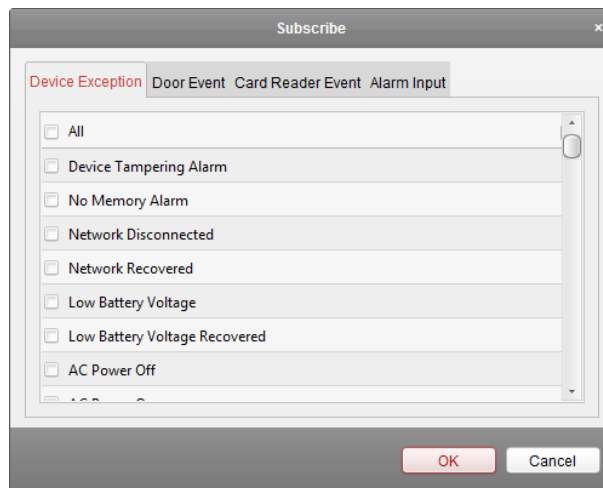 Subscribe
×
Device Exception Door Event Card Reader Event Alarm Input
All
Device Tampering Alarm
No Memory Alarm
Network Disconnected
Network Recovered
Low Battery Voltage
Low Battery Voltage Recovered
AC Power Off
OK Cancel